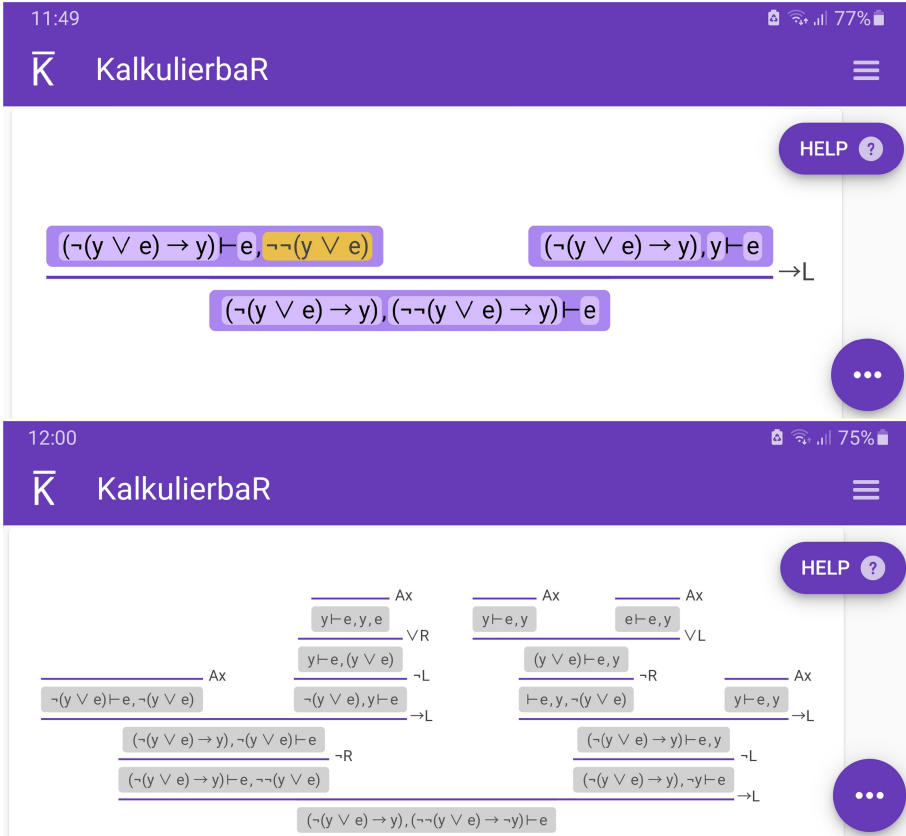 11:49 77%
K̅ KalkulierbaR
HELP ?
(¬(y ∨ e) → y)⊢e,¬¬(y ∨ e) (¬(y ∨ e) → y),y⊢e
→L
(¬(y ∨ e) → y),(¬¬(y ∨ e) → y)⊢e
12:00 75%
K̅ KalkulierbaR
HELP ?
Ax Ax Ax
y⊢e,y,e y⊢e,y e⊢e,y
∨R ∨L
y⊢e,(y ∨ e) (y ∨ e)⊢e,y
Ax ¬L ¬R Ax
¬(y ∨ e)⊢e,¬(y ∨ e) ¬(y ∨ e),y⊢e ⊢e,y,¬(y ∨ e) y⊢e,y
→L →L
(¬(y ∨ e) → y),¬(y ∨ e)⊢e (¬(y ∨ e) → y)⊢e,y
¬R ¬L
(¬(y ∨ e) → y)⊢e,¬¬(y ∨ e) (¬(y ∨ e) → y),¬y⊢e
→L
(¬(y ∨ e) → y),(¬¬(y ∨ e) → ¬y)⊢e